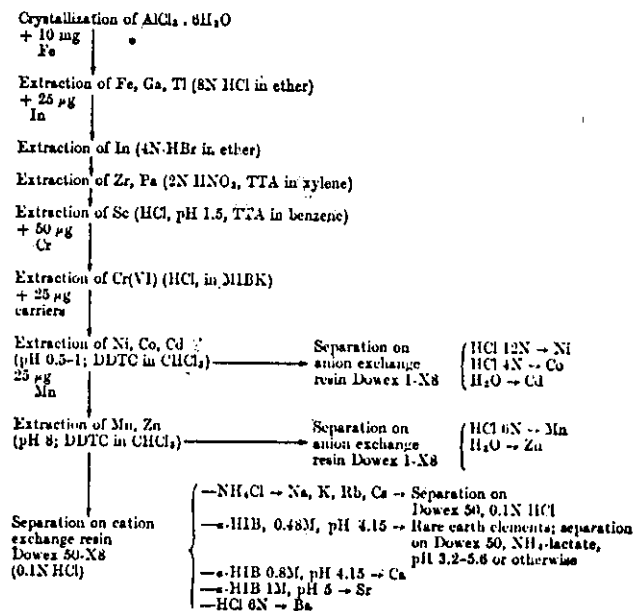 Crystallization of AlCl₃ . 6H₂O
+ 10 mg
Fe
Extraction of Fe, Ga, Tl (8N HCl in ether)
+ 25 µg
In
Extraction of In (4N-HBr in ether)
Extraction of Zr, Pa (2N HNO₃, TTA in xylene)
Extraction of Sc (HCl, pH 1.5, TTA in benzene)
+ 50 µg
Cr
Extraction of Cr(VI) (HCl, in MIBK)
+ 25 µg
carriers
Extraction of Ni, Co, Cd
(pH 0.5–1; DDTC in CHCl₃)
Separation on
anion exchange
resin Dowex 1-X8
HCl 12N → Ni
HCl 4N → Co
H₂O → Cd
25 µg
Mn
Extraction of Mn, Zn
(pH 8; DDTC in CHCl₃)
Separation on
anion exchange
resin Dowex 1-X8
HCl 6N → Mn
H₂O → Zn
Separation on cation
exchange resin
Dowex 50-X8
(0.1N HCl)
—NH₄Cl → Na, K, Rb, Cs → Separation on
Dowex 50, 0.1N HCl
—α-HIB, 0.48M, pH 4.15 → Rare earth elements; separation
on Dowex 50, NH₄-lactate,
pH 3.2–5.6 or otherwise
—α-HIB 0.8M, pH 4.15 → Ca
—α-HIB 1M, pH 5 → Sr
—HCl 6N → Ba